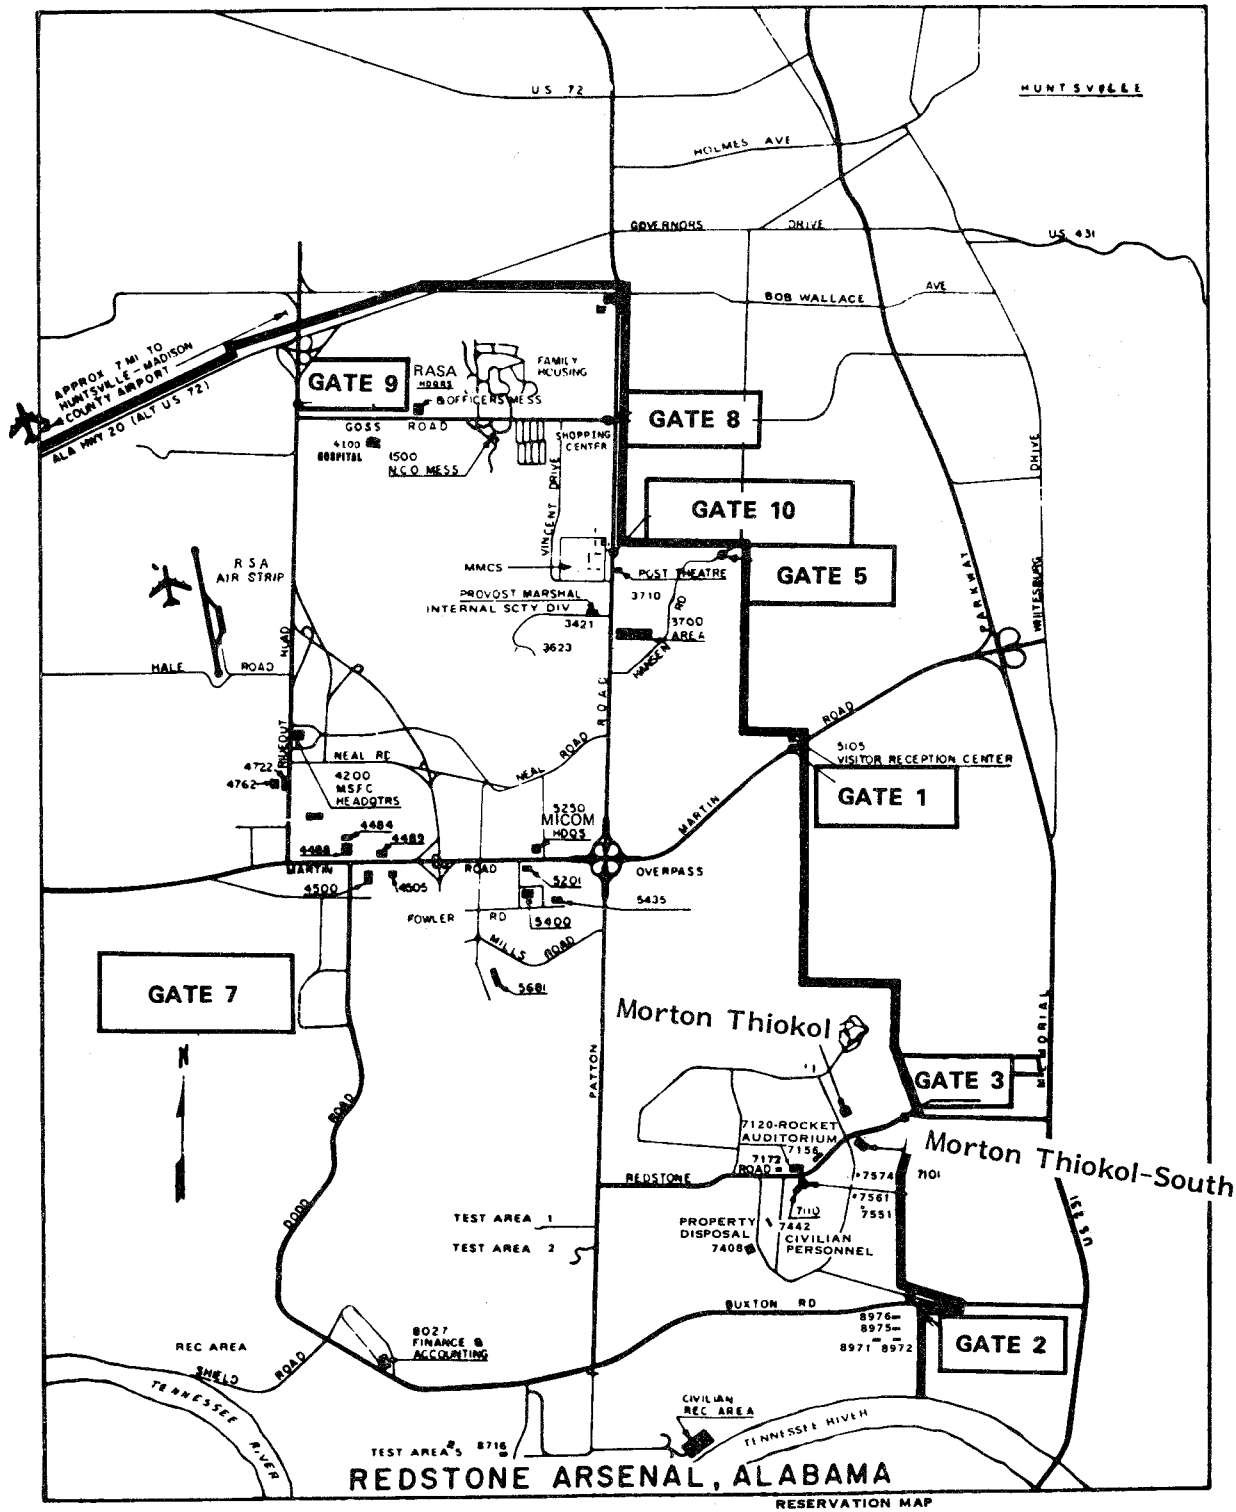 U S 72
HUNTSVILLE
HOLMES AVE
GOVERNORS DRIVE
U.S. 431
BOB WALLACE AVE
APPROX 7 MI TO
HUNTSVILLE-MADISON
COUNTY AIRPORT
ALA HWY 20 (ALT US 72)
GATE 9
RASA
HDQRS
FAMILY
HOUSING
& OFFICERS MESS
GATE 8
GOSS ROAD
SHOPPING
CENTER
4100
HOSPITAL
1500
N.C.O MESS
VINCENT DRIVE
DRIVE
WHITESBURG
GATE 10
R S A
AIR STRIP
MMCS
POST THEATRE
GATE 5
PARKWAY
PROVOST MARSHAL
INTERNAL SCTY DIV
3421
3710
3700
AREA
HANSEN RD
3623
HALE ROAD
ROAD
RIDEOUT
ROAD
ROAD
5105
VISITOR RECEPTION CENTER
NEAL RD
NEAL ROAD
4722
4762
4200
MSFC
HEADQTRS
GATE 1
5250
MICOM
HDQS
MARTIN
4484
4489
4488
MARTIN ROAD
OVERPASS
4500
4505
5201
5435
FOWLER RD
5400
MILLS ROAD
5681
GATE 7
N
Morton Thiokol
MEMORIAL
PATTON
GATE 3
ROAD
7120-ROCKET
AUDITORIUM
7156
7172
Morton Thiokol-South
REDSTONE ROAD
7574
7101
7561
7551
7110
7442
DODD
TEST AREA 1
PROPERTY
DISPOSAL
7408
CIVILIAN
PERSONNEL
US 231
TEST AREA 2
BUXTON RD
8976
8975
8971 8972
GATE 2
8027
FINANCE &
ACCOUNTING
REC AREA
SHIELD ROAD
TENNESSEE RIVER
CIVILIAN
REC AREA
TENNESSEE RIVER
TEST AREA 5
8716
REDSTONE ARSENAL, ALABAMA
RESERVATION MAP